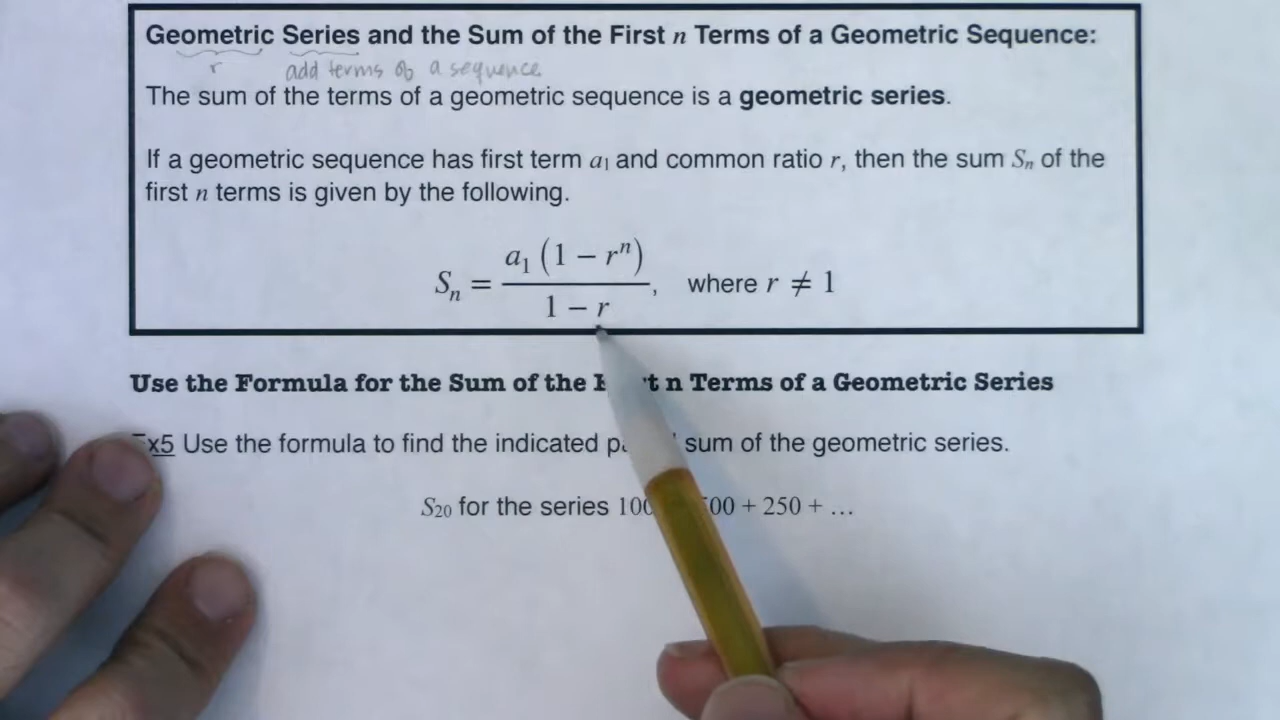 Geometric Series and the Sum of the First n Terms of a Geometric Sequence:
r add terms of a sequence
The sum of the terms of a geometric sequence is a geometric series.
If a geometric sequence has first term a₁ and common ratio r, then the sum Sₙ of the
first n terms is given by the following.
Sₙ = a₁ (1 − rⁿ) / 1 − r, where r ≠ 1
Use the Formula for the Sum of the n Terms of a Geometric Series
Ex5 Use the formula to find the indicated sum of the geometric series.
S₂₀ for the series + 250 + …